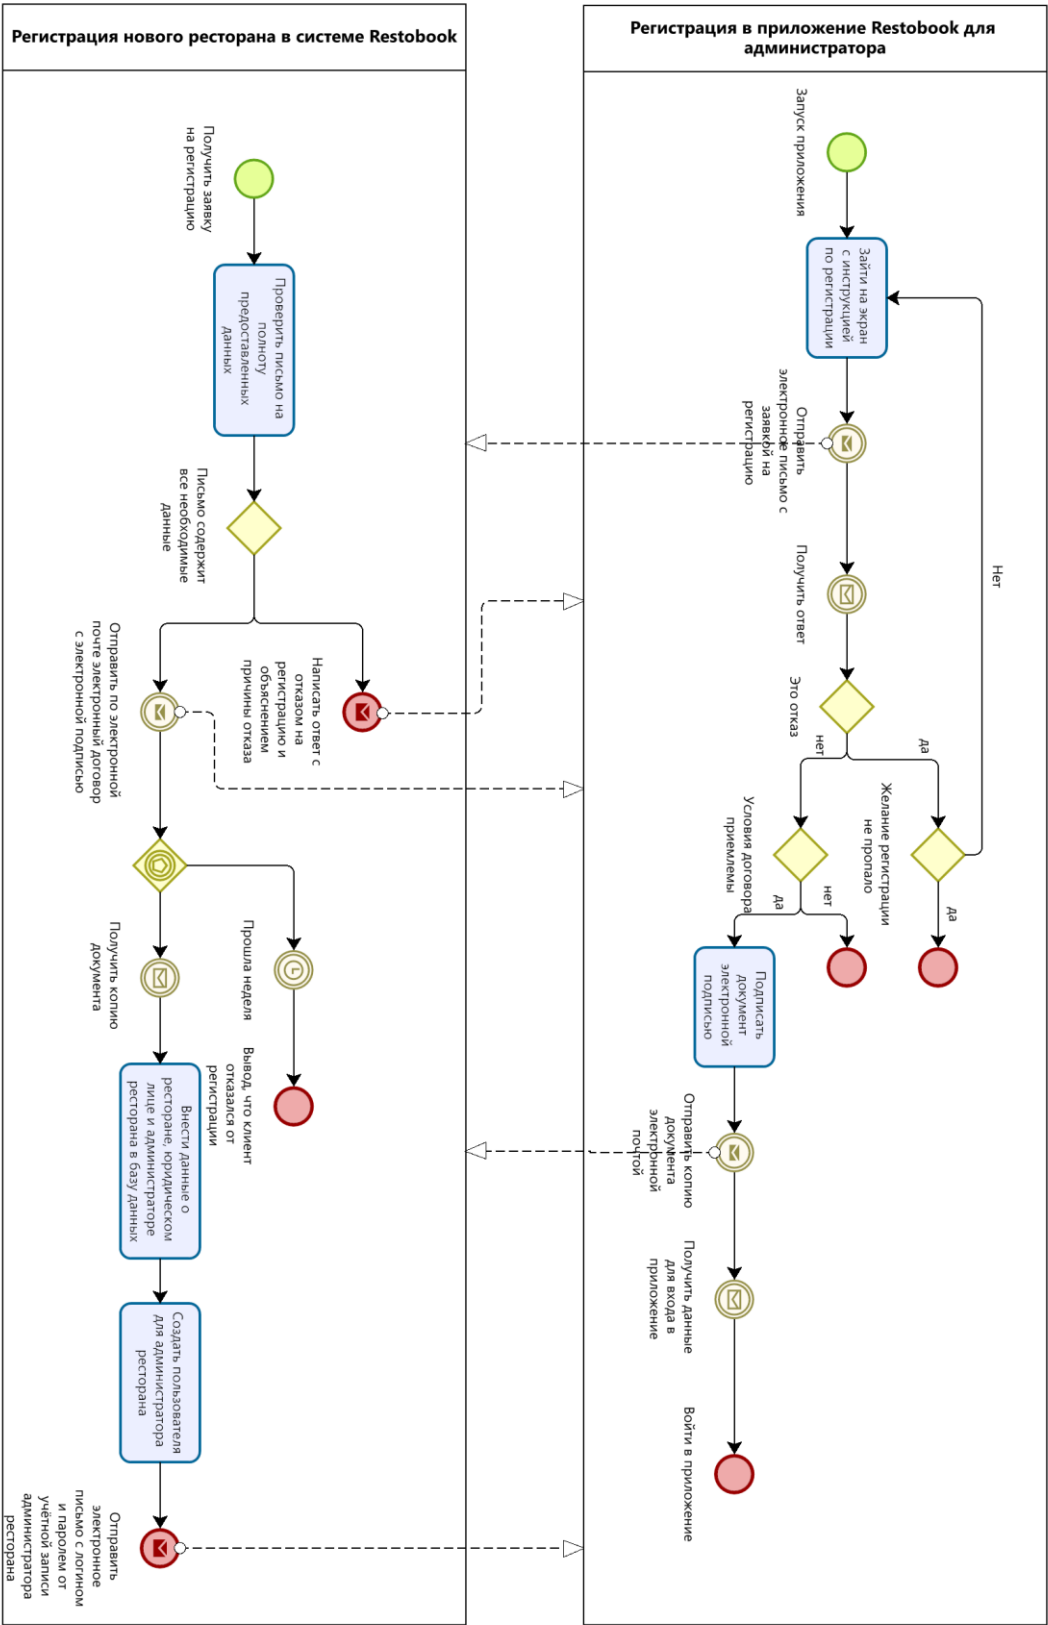 Регистрация нового ресторана в системе Restobook
Получить заявку
на регистрацию
Проверить письмо на
полноту
предоставленных
данных
Письмо содержит
все необходимые
данные
Написать ответ с
отказом на
регистрацию и
объяснением
причины отказа
Отправить по электронной
почте электронный договор
с электронной подписью
Прошла неделя
Вывод, что клиент
отказался от
регистрации
Получить копию
документа
Внести данные о
ресторане, юридическом
лице и администраторе
ресторана в базу данных
Создать пользователя
для администратора
ресторана
Отправить
электронное
письмо с логином
и паролем от
учётной записи
администратора
ресторана
Регистрация в приложение Restobook для
администратора
Запуск приложения
Зайти на экран
с инструкцией
по регистрации
Отправить
электронное письмо с
заявкой на
регистрацию
Получить ответ
Это отказ
да
нет
Желание регистрации
не пропало
Нет
да
Условия договора
приемлемы
нет
да
Подписать
документ
электронной
подписью
Отправить копию
документа
электронной
почтой
Получить данные
для входа в
приложение
Войти в приложение